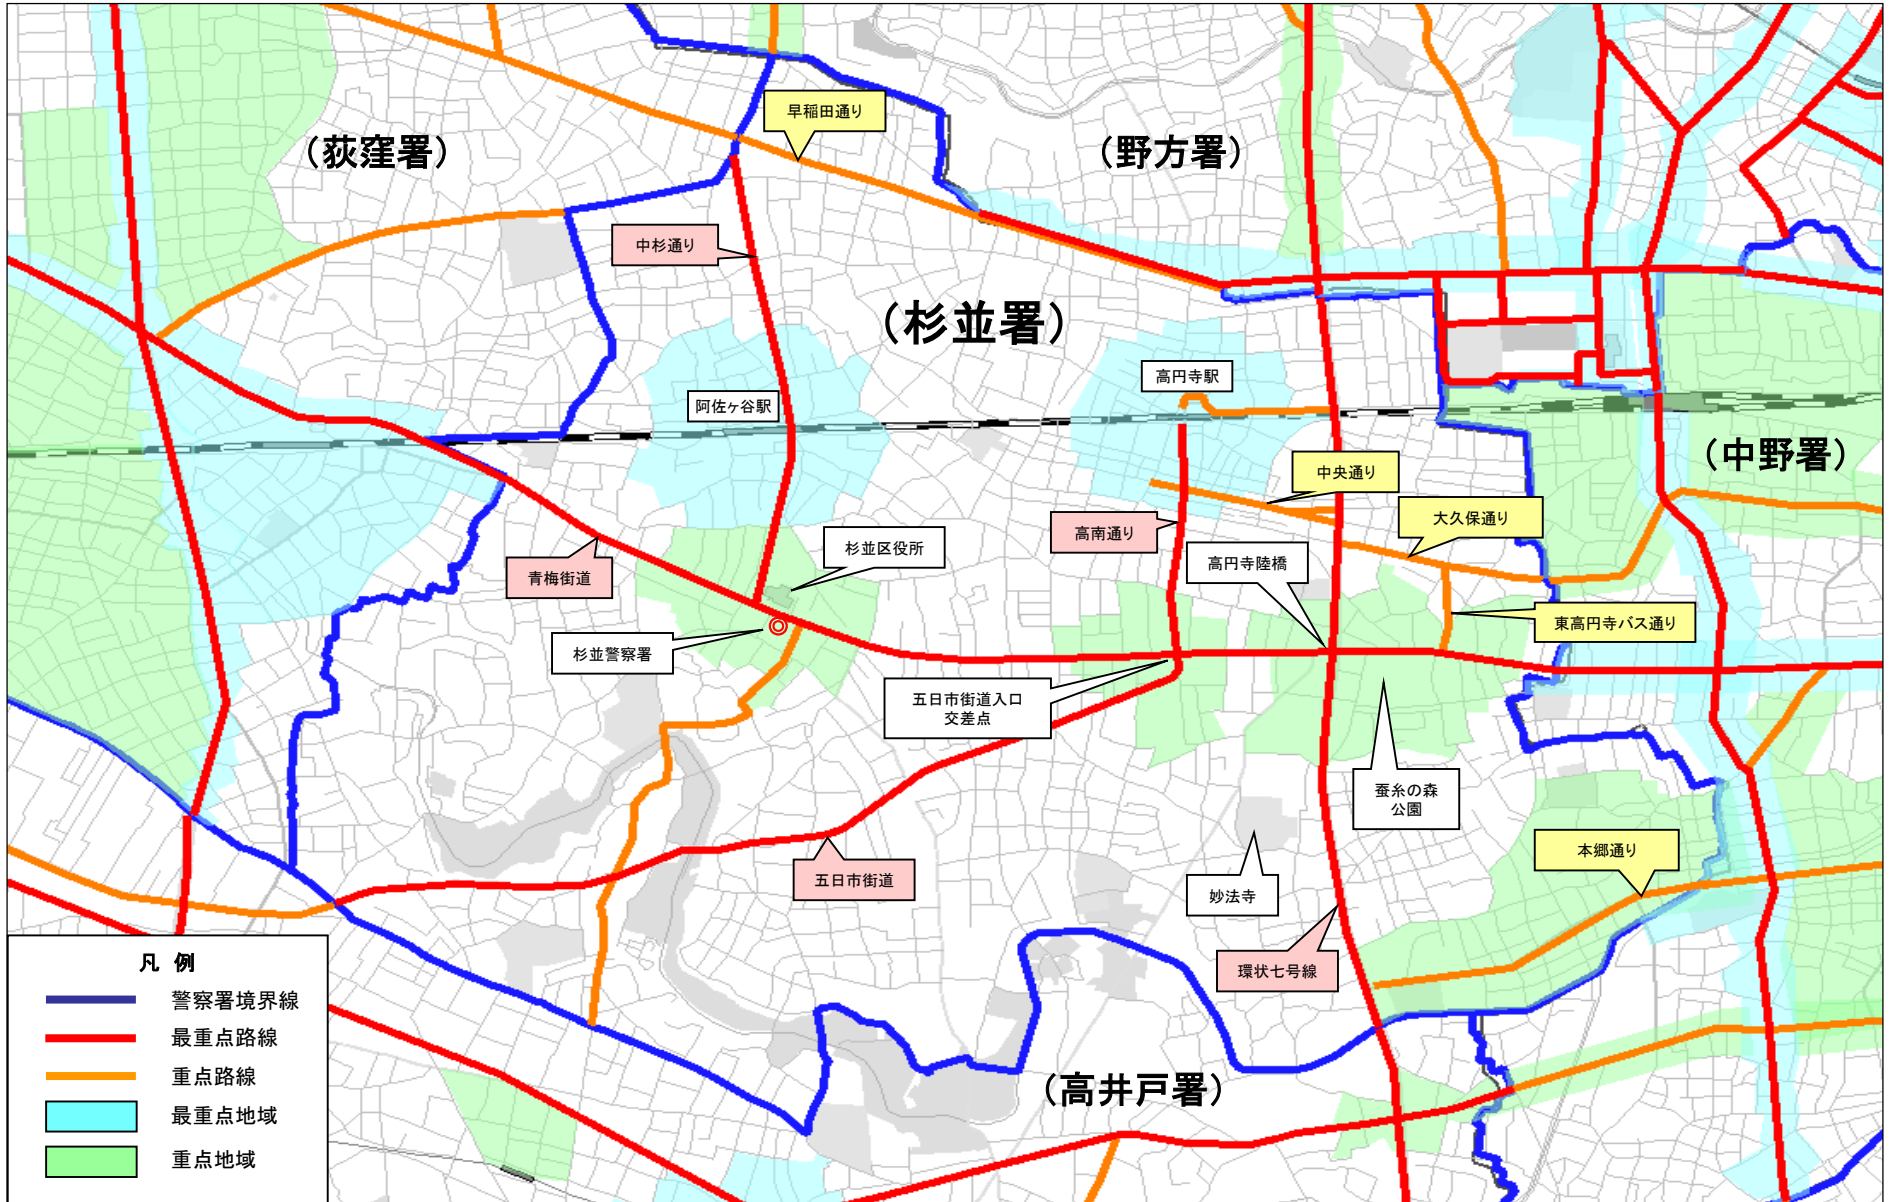 早稲田通り
（荻窪署）
（野方署）
中杉通り
（杉並署）
高円寺駅
阿佐ヶ谷駅
（中野署）
中央通り
大久保通り
高南通り
杉並区役所
高円寺陸橋
青梅街道
東高円寺バス通り
杉並警察署
五日市街道入口
交差点
蚕糸の森
公園
本郷通り
五日市街道
妙法寺
環状七号線
（高井戸署）
凡 例
警察署境界線
最重点路線
重点路線
最重点地域
重点地域